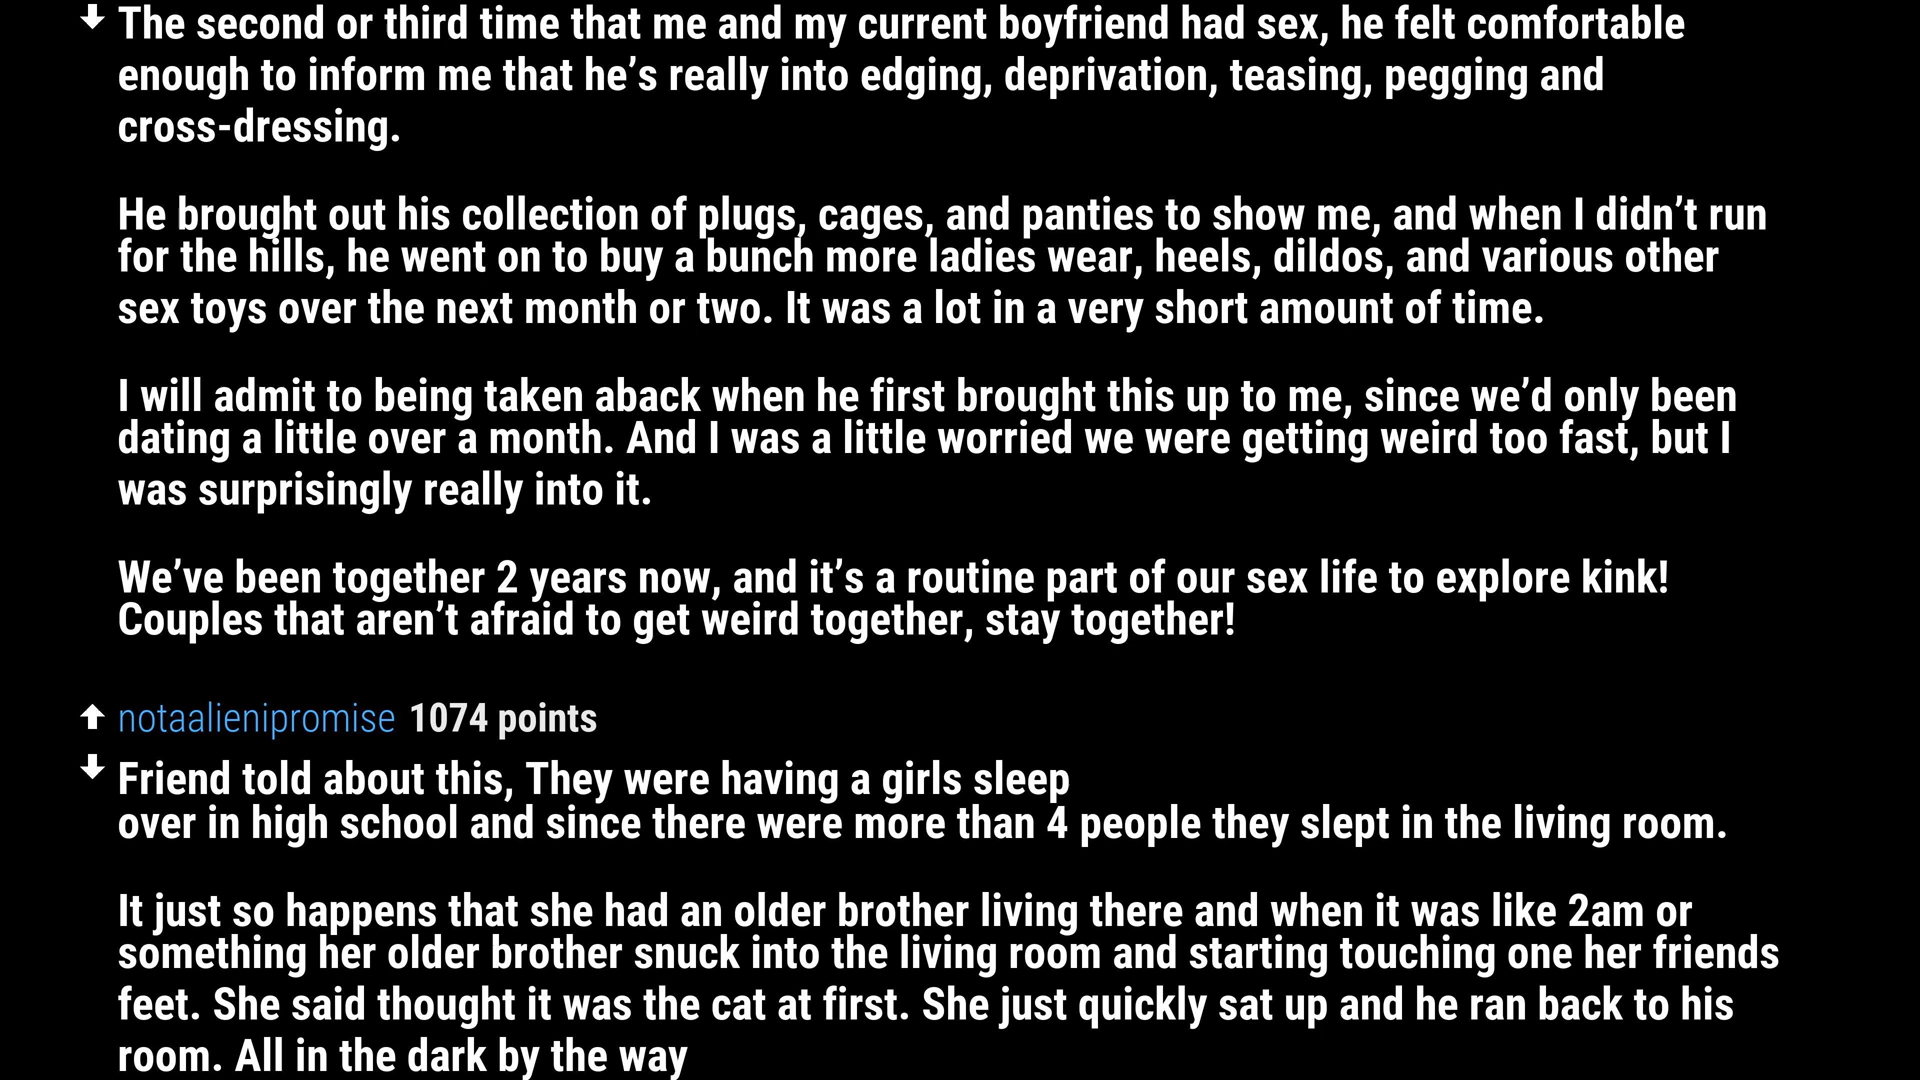 The second or third time that me and my current boyfriend had sex, he felt comfortable
enough to inform me that he’s really into edging, deprivation, teasing, pegging and
cross-dressing.
He brought out his collection of plugs, cages, and panties to show me, and when I didn’t run
for the hills, he went on to buy a bunch more ladies wear, heels, dildos, and various other
sex toys over the next month or two. It was a lot in a very short amount of time.
I will admit to being taken aback when he first brought this up to me, since we’d only been
dating a little over a month. And I was a little worried we were getting weird too fast, but I
was surprisingly really into it.
We’ve been together 2 years now, and it’s a routine part of our sex life to explore kink!
Couples that aren’t afraid to get weird together, stay together!
notaalienipromise 1074 points
Friend told about this, They were having a girls sleep
over in high school and since there were more than 4 people they slept in the living room.
It just so happens that she had an older brother living there and when it was like 2am or
something her older brother snuck into the living room and starting touching one her friends
feet. She said thought it was the cat at first. She just quickly sat up and he ran back to his
room. All in the dark by the way